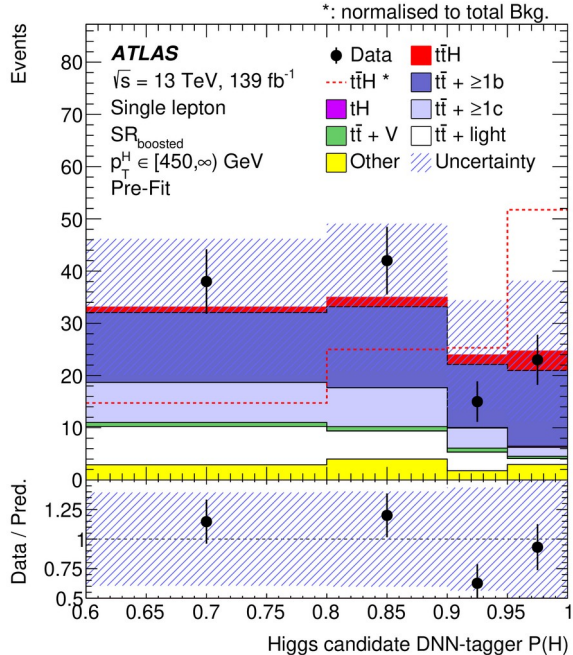 *: normalised to total Bkg.
Events
ATLAS
√s = 13 TeV, 139 fb⁻¹
Single lepton
SR_boosted
p_T^H ∈ [450,∞) GeV
Pre-Fit
Data
tt̄H
tt̄H *
tt̄ + ≥1b
tH
tt̄ + ≥1c
tt̄ + V
tt̄ + light
Other
Uncertainty
80
70
60
50
40
30
20
10
0
Data / Pred.
1.25
1
0.75
0.5
0.6 0.65 0.7 0.75 0.8 0.85 0.9 0.95 1
Higgs candidate DNN-tagger P(H)